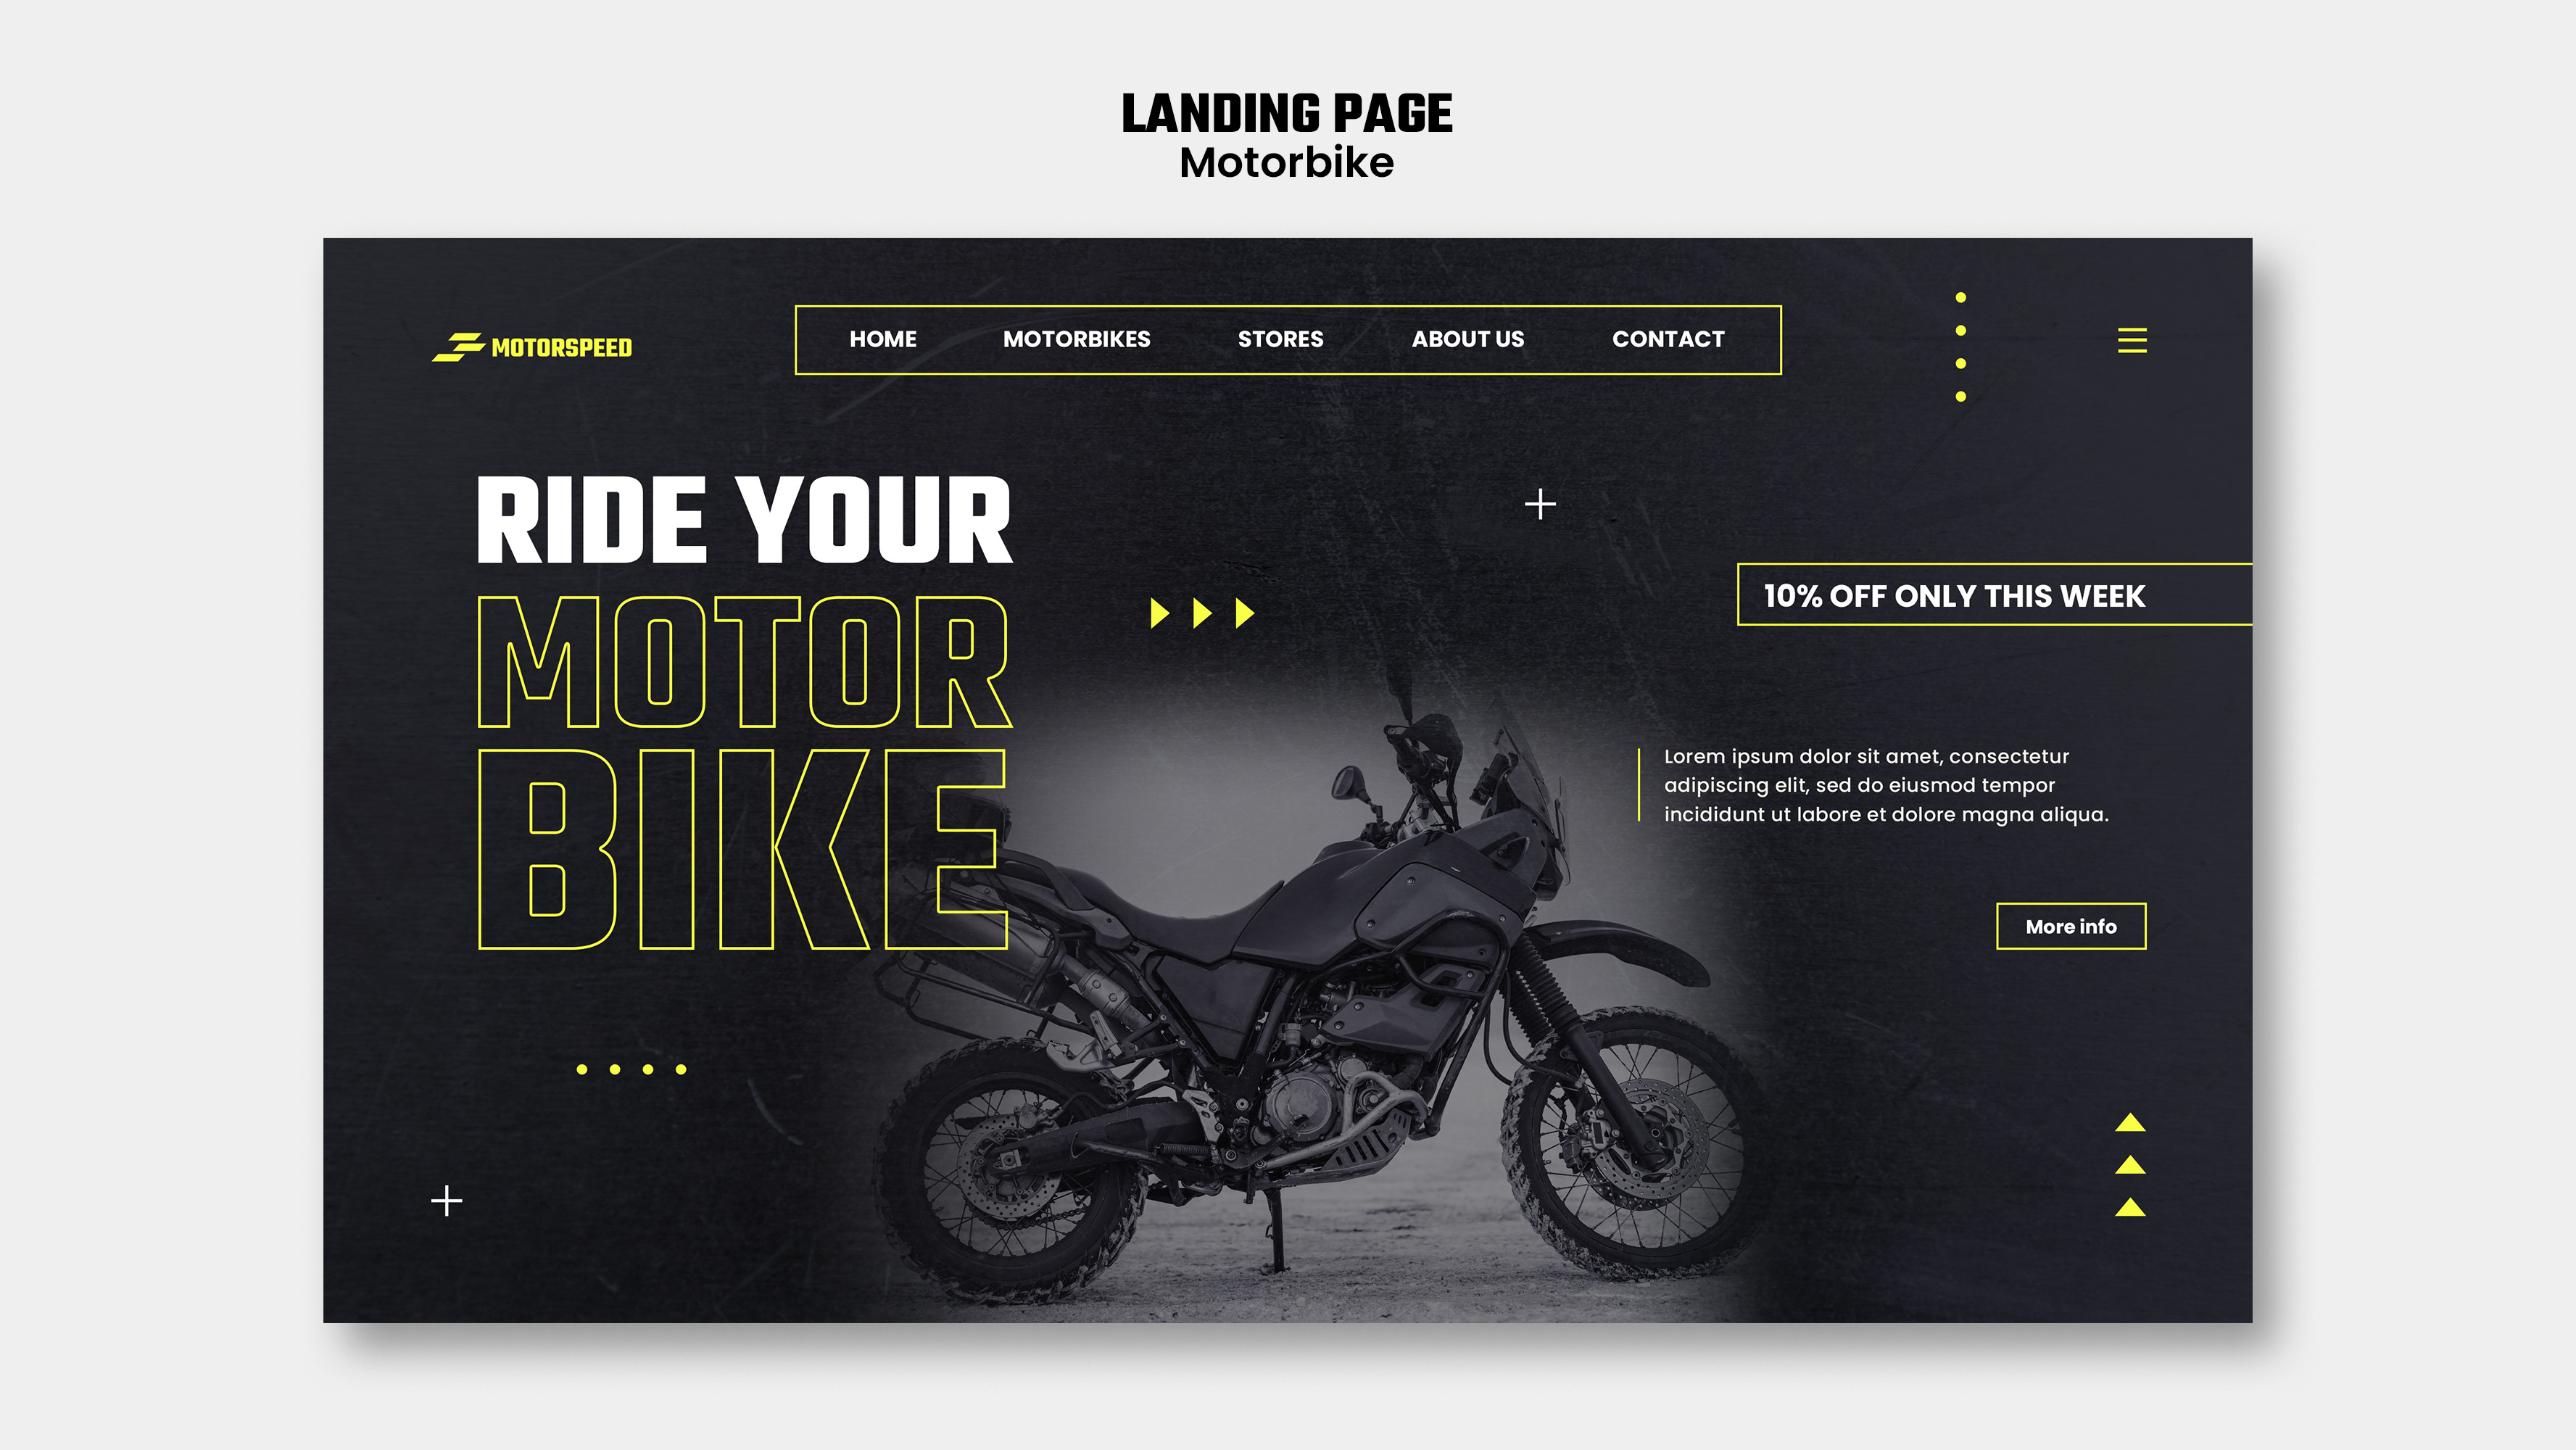 LANDING PAGE
Motorbike
MOTORSPEED
HOME MOTORBIKES STORES ABOUT US CONTACT
RIDE YOUR
MOTOR
BIKE
10% OFF ONLY THIS WEEK
Lorem ipsum dolor sit amet, consectetur
adipiscing elit, sed do eiusmod tempor
incididunt ut labore et dolore magna aliqua.
More info